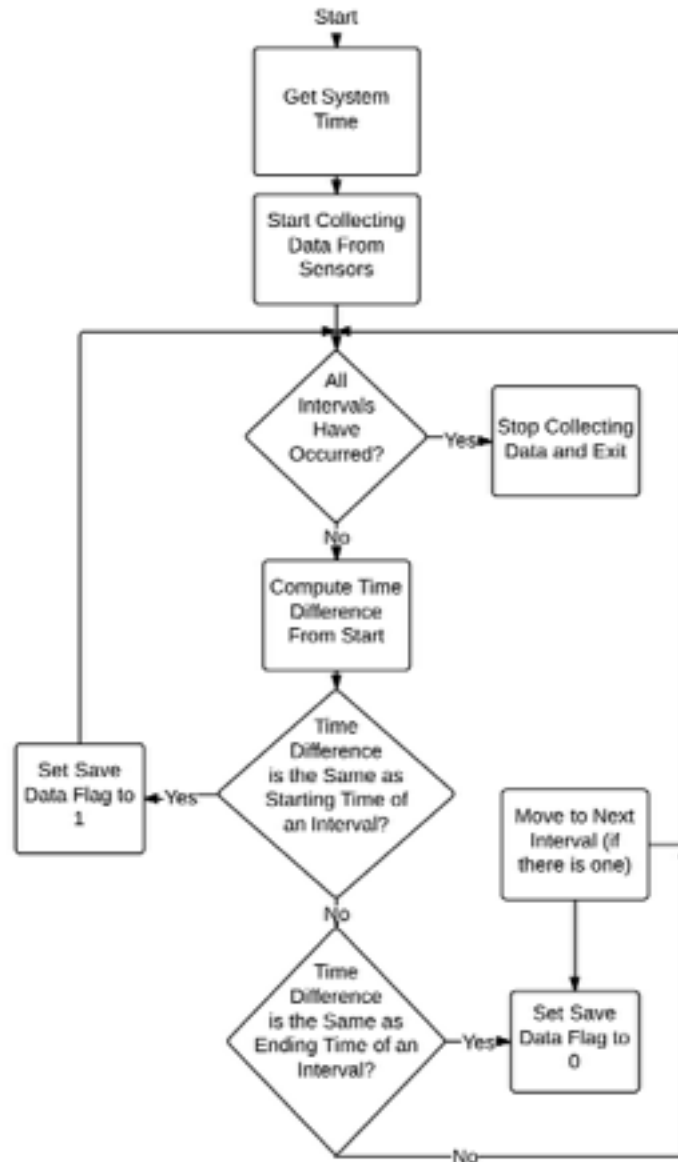 Start
Get System
Time
Start Collecting
Data From
Sensors
All
Intervals
Have
Occurred?
Yes
Stop Collecting
Data and Exit
No
Compute Time
Difference
From Start
Time
Difference
is the Same as
Starting Time of
an Interval?
Yes
Set Save
Data Flag to
1
No
Move to Next
Interval (if
there is one)
Time
Difference
is the Same as
Ending Time of an
Interval?
Yes
Set Save
Data Flag to
0
No